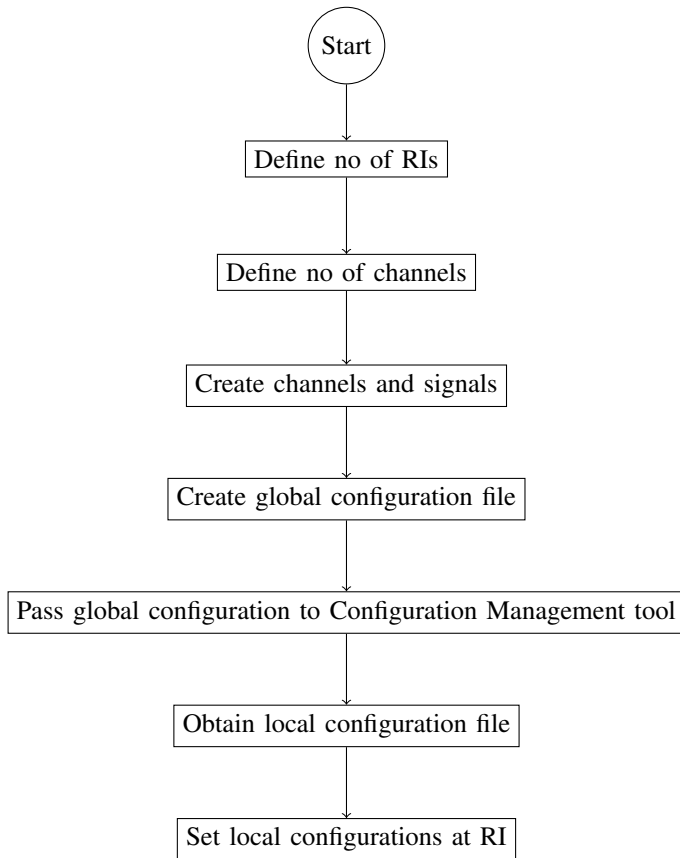 Start
Define no of RIs
Define no of channels
Create channels and signals
Create global configuration file
Pass global configuration to Configuration Management tool
Obtain local configuration file
Set local configurations at RI